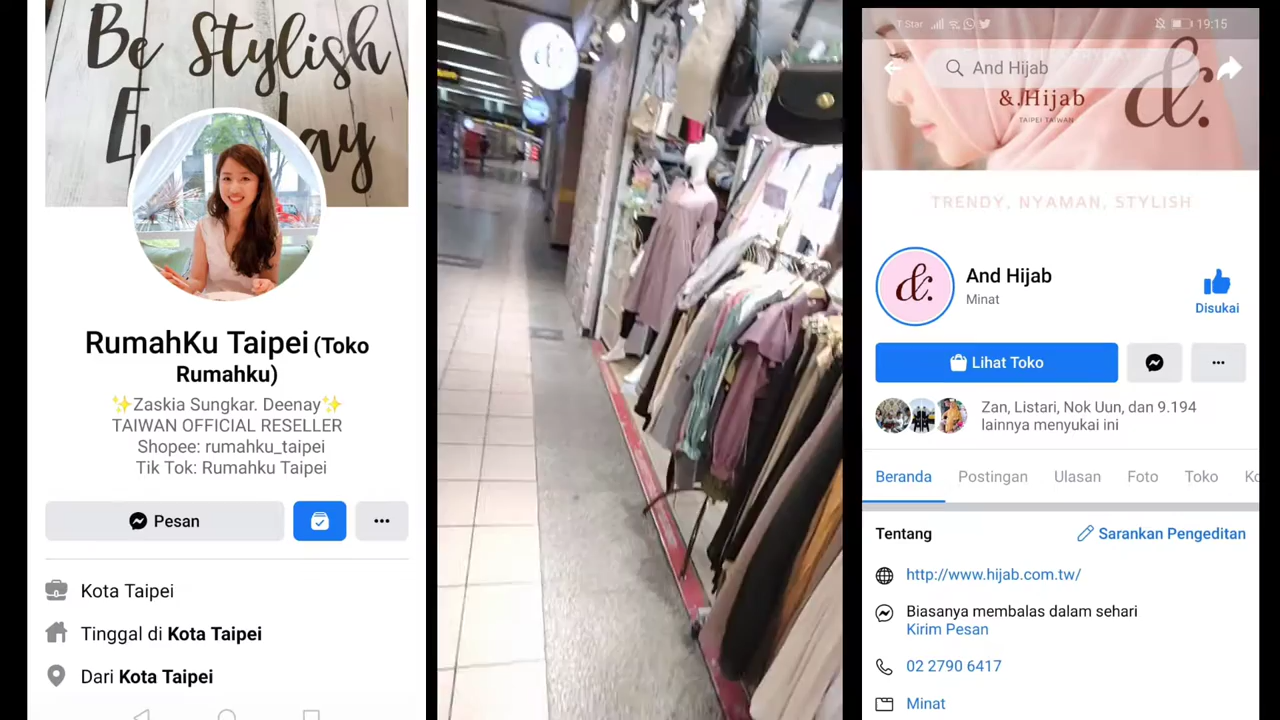 Be Stylish
RumahKu Taipei (Toko
Rumahku)
✨Zaskia Sungkar. Deenay✨
TAIWAN OFFICIAL RESELLER
Shopee: rumahku_taipei
Tik Tok: Rumahku Taipei
Pesan
Kota Taipei
Tinggal di Kota Taipei
Dari Kota Taipei
&.
T Star
19:15
And Hijab
&.Hijab
TAIPEI TAIWAN
&.
TRENDY, NYAMAN, STYLISH
&.
And Hijab
Minat
Disukai
Lihat Toko
Zan, Listari, Nok Uun, dan 9.194
lainnya menyukai ini
Beranda Postingan Ulasan Foto Toko Ko
Tentang Sarankan Pengeditan
http://www.hijab.com.tw/
Biasanya membalas dalam sehari
Kirim Pesan
02 2790 6417
Minat